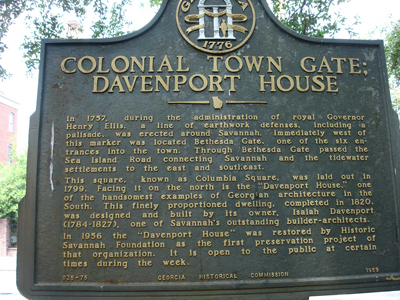 GEORGIA
1776
COLONIAL TOWN GATE;
DAVENPORT HOUSE
In 1757, during the administration of royal Governor
Henry Ellis, a line of earthwork defenses, including a
palisade, was erected around Savannah. Immediately west of
this marker was located Bethesda Gate, one of the six en-
trances into the town. Through Bethesda Gate passed the
Sea Island Road connecting Savannah and the tidewater
settlements to the east and southeast.
This square, known as Columbia Square, was laid out in
1799. Facing it on the north is the "Davenport House," one of
the handsomest examples of Georgian architecture in the
South. This finely proportioned dwelling, completed in 1820,
was designed and built by its owner, Isaiah Davenport
(1784-1827), one of Savannah's outstanding builder-architects.
In 1956 the "Davenport House" was restored by Historic
Savannah Foundation as the first preservation project of
that organization. It is open to the public at certain
times during the week.
025-75 GEORGIA HISTORICAL COMMISSION 1959